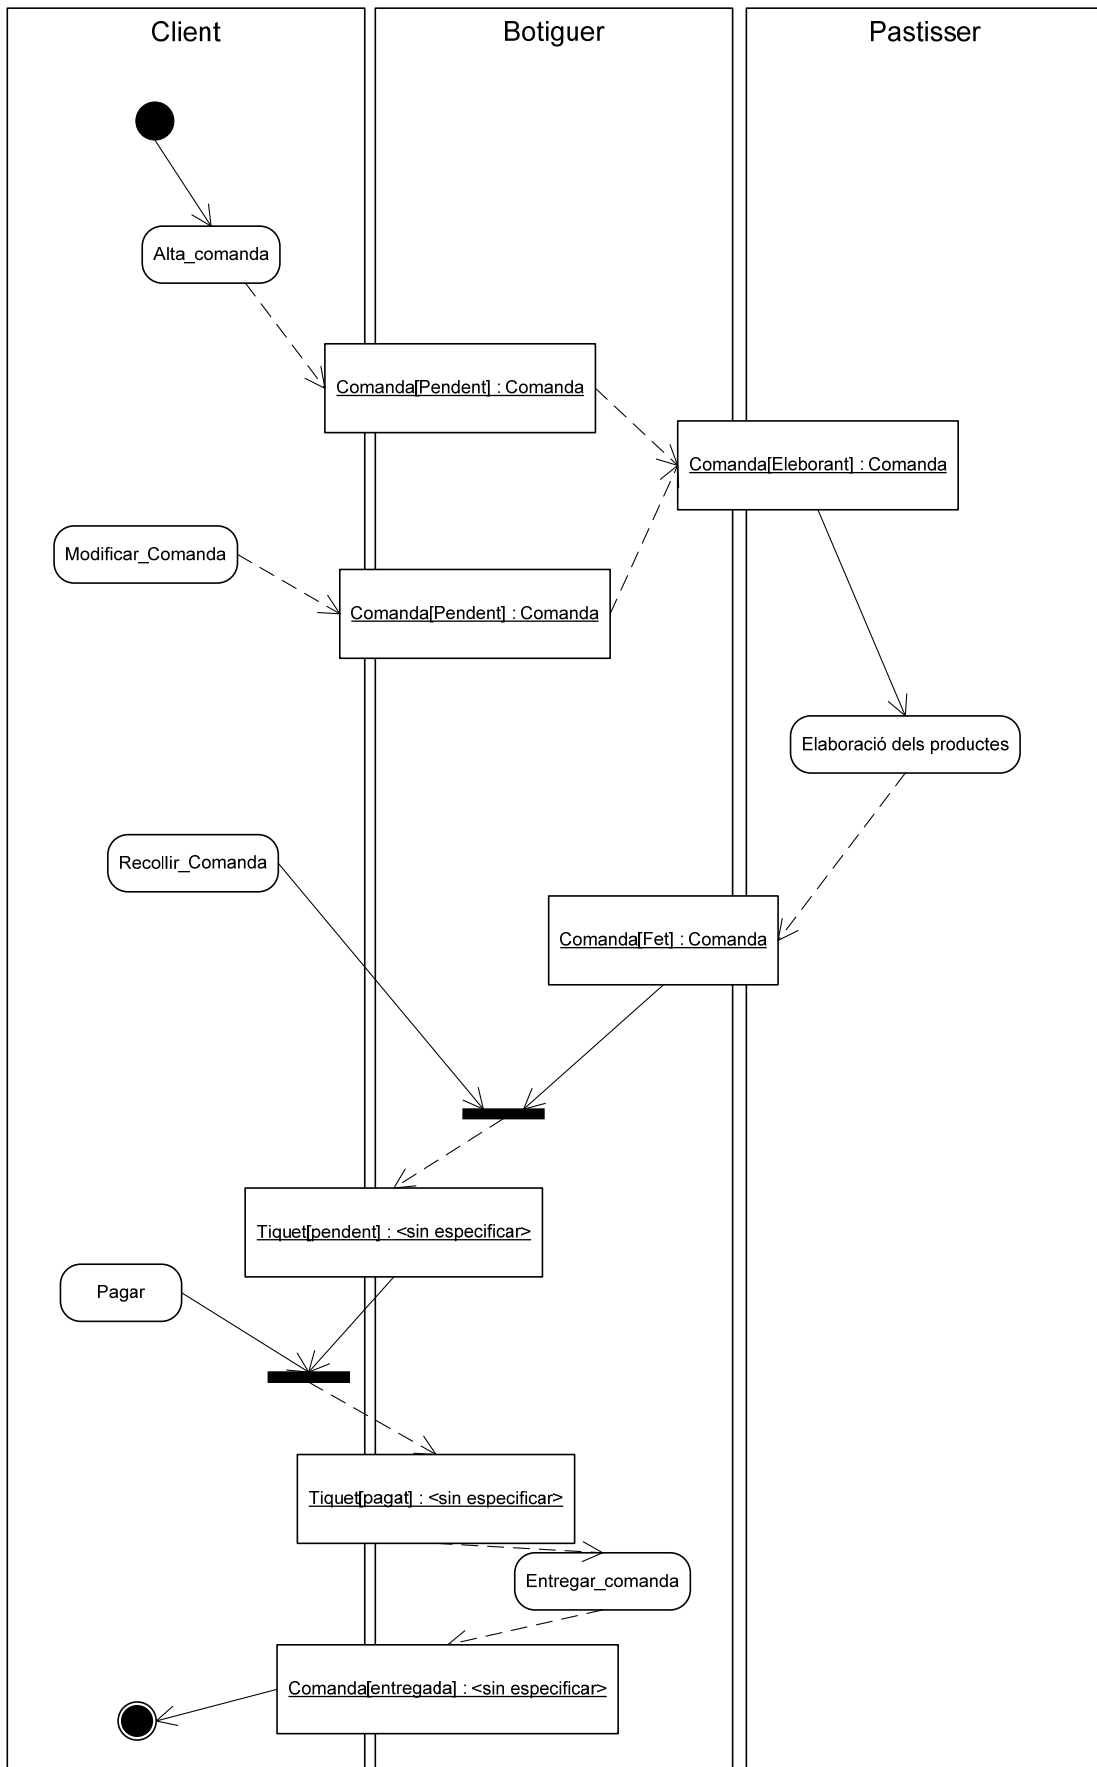 Client
Botiguer
Pastisser
Alta_comanda
Comanda[Pendent] : Comanda
Comanda[Eleborant] : Comanda
Modificar_Comanda
Comanda[Pendent] : Comanda
Elaboració dels productes
Recollir_Comanda
Comanda[Fet] : Comanda
Tiquet[pendent] : <sin especificar>
Pagar
Tiquet[pagat] : <sin especificar>
Entregar_comanda
Comanda[entregada] : <sin especificar>